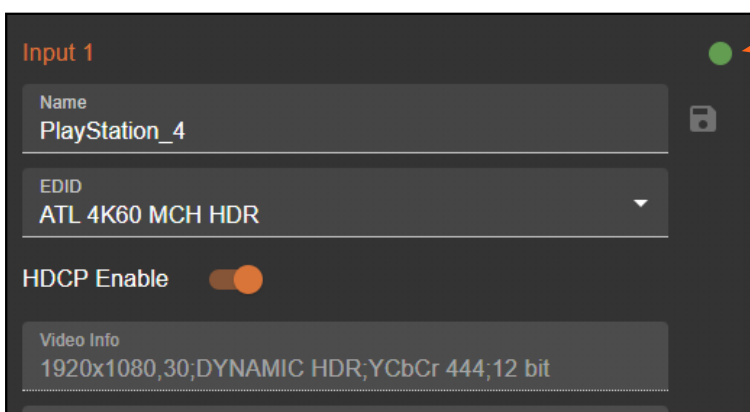 Input 1
Name
PlayStation_4
EDID
ATL 4K60 MCH HDR
HDCP Enable
Video Info
1920x1080,30;DYNAMIC HDR;YCbCr 444;12 bit